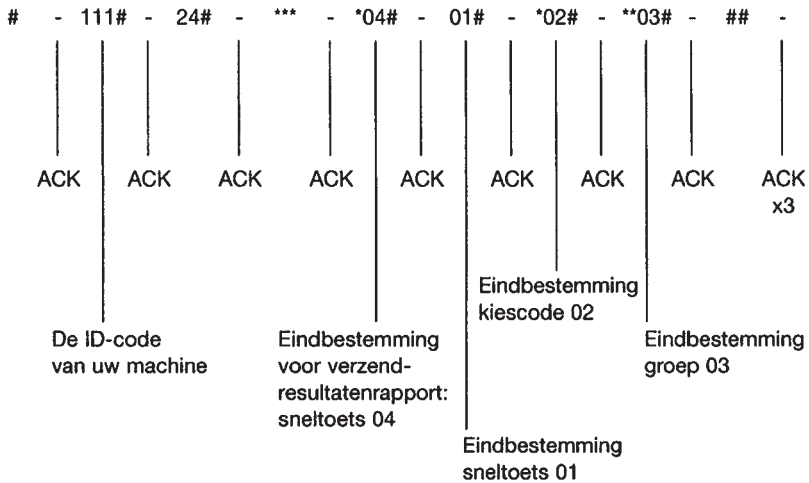 # - 111# - 24# - *** - *04# - 01# - *02# - **03# - ## -
ACK ACK ACK ACK ACK ACK ACK ACK ACK
x3
De ID-code
van uw machine
Eindbestemming
voor verzend-
resultatenrapport:
sneltoets 04
Eindbestemming
sneltoets 01
Eindbestemming
kiescode 02
Eindbestemming
groep 03